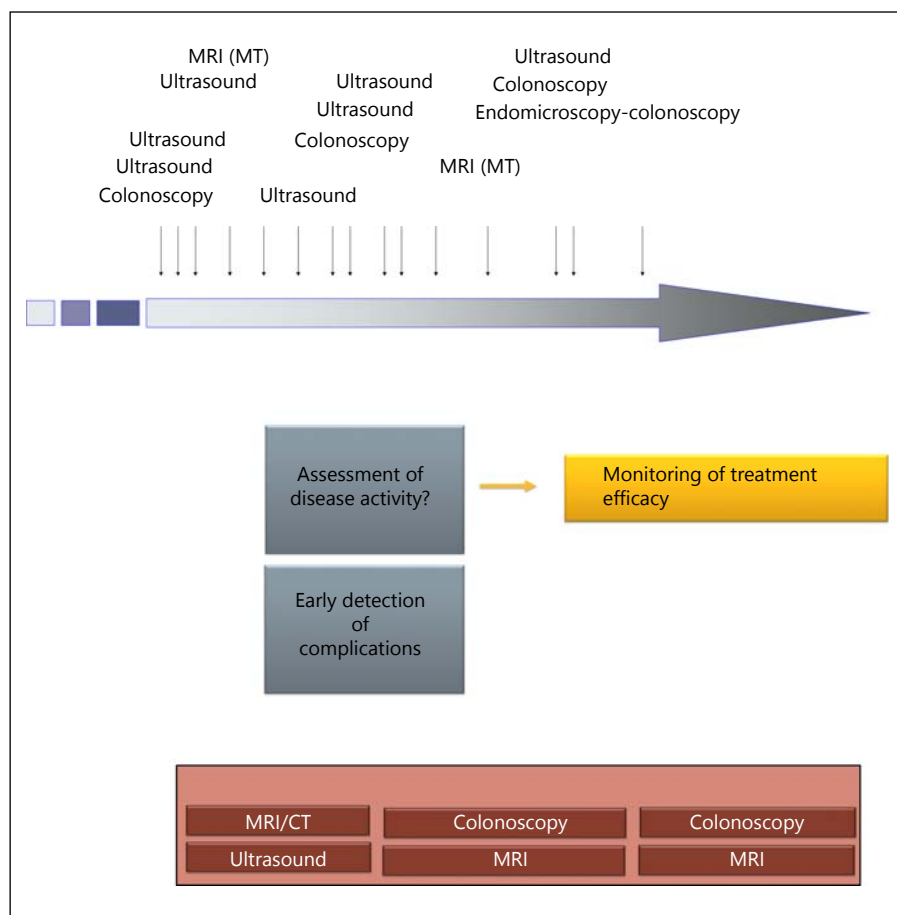 MRI (MT)
Ultrasound
Ultrasound
Ultrasound
Colonoscopy
Ultrasound
Ultrasound
Ultrasound
Colonoscopy
MRI (MT)
Ultrasound
Colonoscopy
Endomicroscopy-colonoscopy
Assessment of
disease activity?
Monitoring of treatment
efficacy
Early detection
of
complications
MRI/CT
Colonoscopy
Colonoscopy
Ultrasound
MRI
MRI